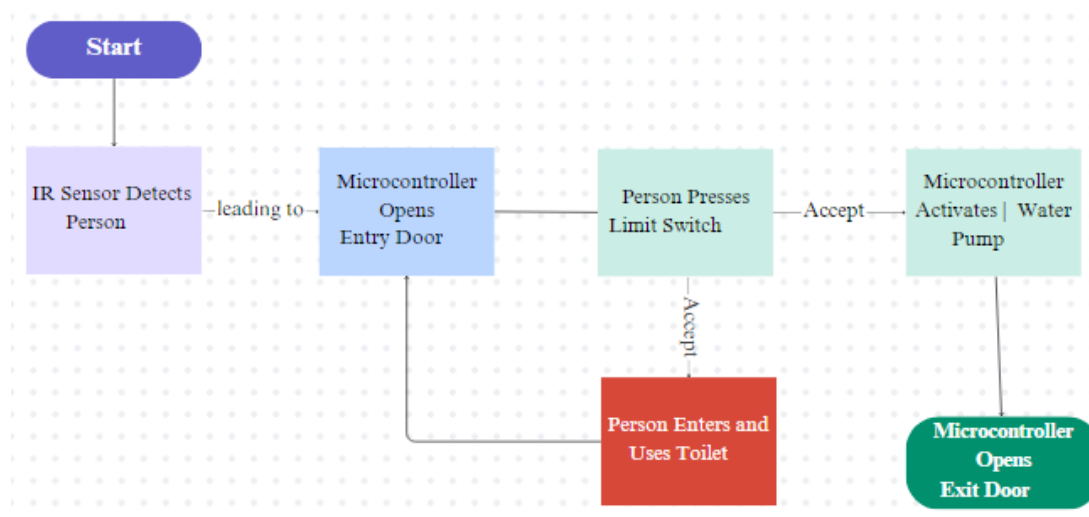 Start
IR Sensor Detects
Person
leading to
Microcontroller
Opens
Entry Door
Person Presses
Limit Switch
Accept
Microcontroller
Activates | Water
Pump
Accept
Person Enters and
Uses Toilet
Microcontroller
Opens
Exit Door